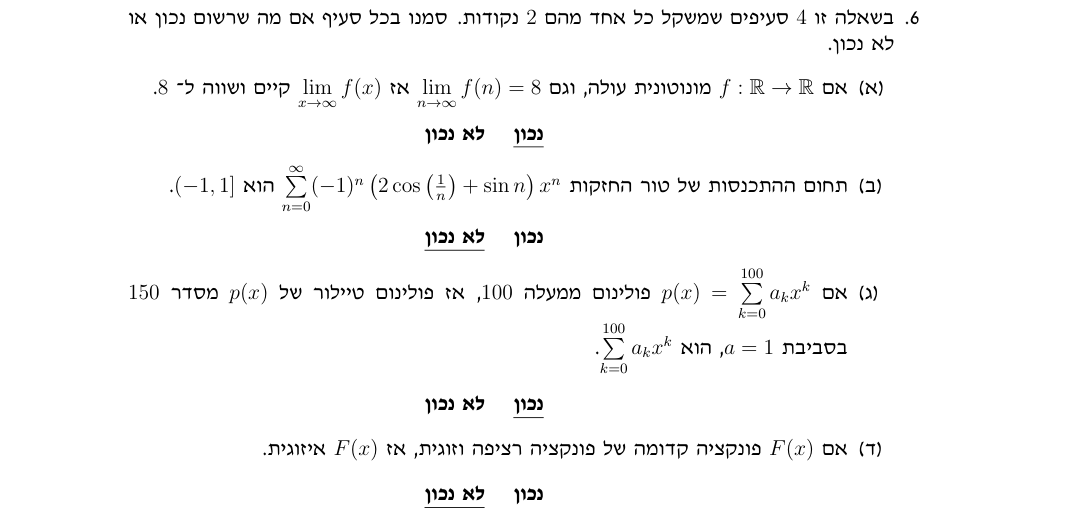 6. בשאלה זו 4 סעיפים שמשקל כל אחד מהם 2 נקודות. סמנו בכל סעיף אם מה שרשום נכון או
לא נכון.
(א) אם f : ℝ → ℝ מונוטונית עולה, וגם lim_{n→∞} f(n) = 8 אז lim_{x→∞} f(x) קיים ושווה ל־ 8.
נכון לא נכון
(ב) תחום ההתכנסות של טור החזקות \sum_{n=0}^{∞} (−1)^n (2 cos (\frac{1}{n}) + sin n) x^n הוא (−1, 1].
נכון לא נכון
(ג) אם p(x) = \sum_{k=0}^{100} a_k x^k פולינום ממעלה 100, אז פולינום טיילור של p(x) מסדר 150
בסביבת a = 1, הוא \sum_{k=0}^{100} a_k x^k.
נכון לא נכון
(ד) אם F(x) פונקציה קדומה של פונקציה רציפה וזוגית, אז F(x) איזוגית.
נכון לא נכון